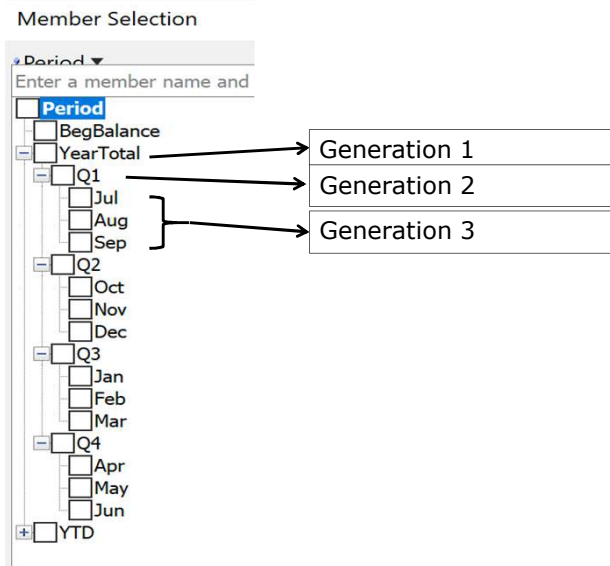 Member Selection
Period
Enter a member name and
Period
BegBalance
YearTotal
Generation 1
Q1
Generation 2
Jul
Aug
Generation 3
Sep
Q2
Oct
Nov
Dec
Q3
Jan
Feb
Mar
Q4
Apr
May
Jun
YTD